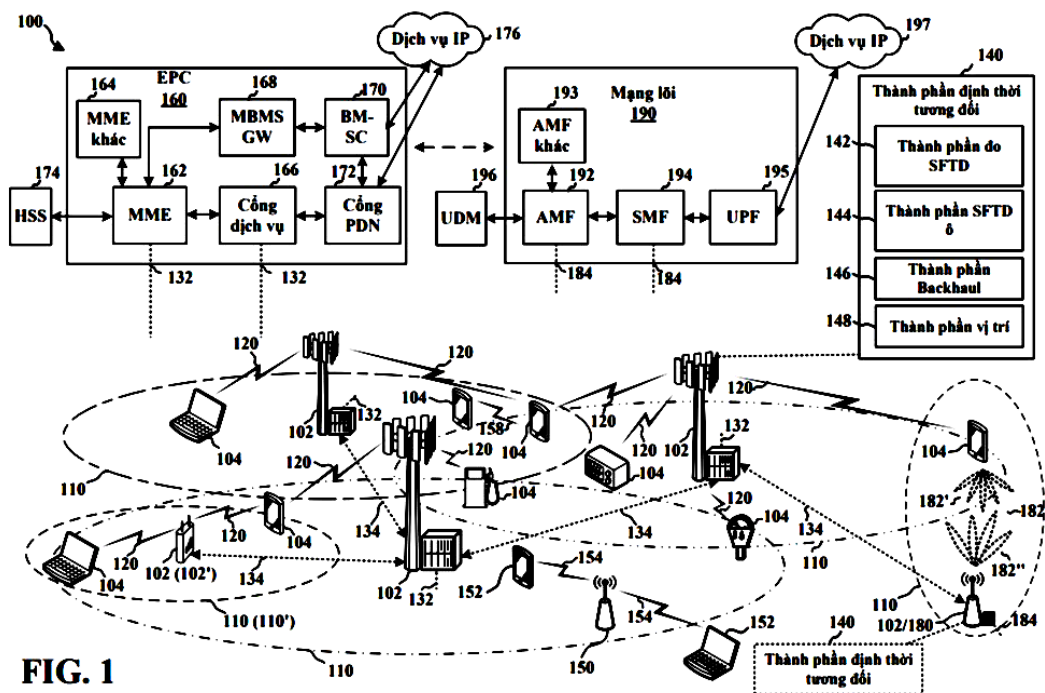 100
Dịch vụ IP
176
Dịch vụ IP
197
EPC
160
164
MME
khác
168
MBMS
GW
170
BM-
SC
174
HSS
162
MME
166
Cổng
dịch vụ
172
Cổng
PDN
132
132
Mạng lõi
190
193
AMF
khác
196
UDM
192
AMF
194
SMF
195
UPF
184
184
140
Thành phần định thời
tương đối
142
Thành phần đo
SFTD
144
Thành phần SFTD
ô
146
Thành phần
Backhaul
148
Thành phần vị trí
120
120
104
132
102
104
158
104
120
120
120
104
132
102
120
104
110
120
104
120
120
104
102 (102')
134
134
104
132
102
134
120
104
110
134
104
182'
182
182''
110
102/180
184
152
154
154
150
152
110 (110')
110
140
Thành phần định thời
tương đối
FIG. 1